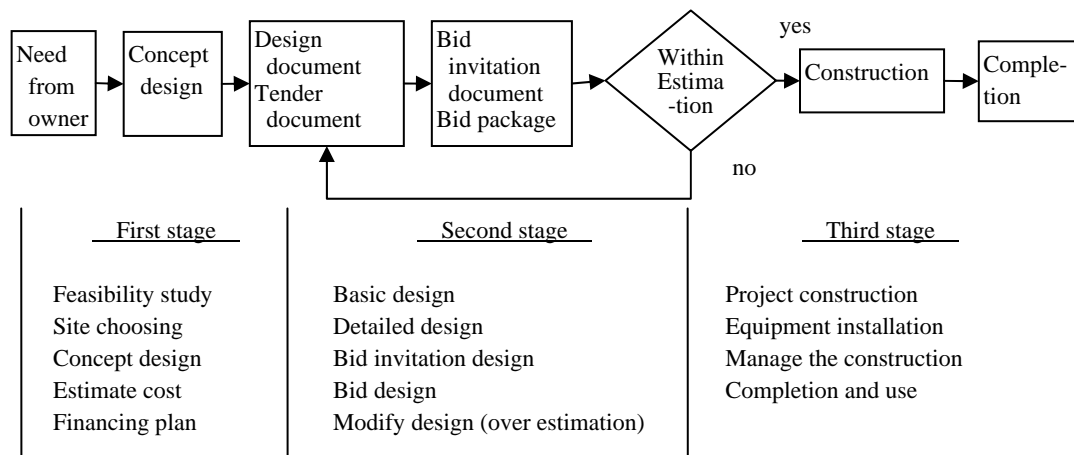 Need
from
owner
Concept
design
Design
document
Tender
document
Bid
invitation
document
Bid package
Within
Estima
-tion
yes
no
Construction
Comple-
tion
First stage
Feasibility study
Site choosing
Concept design
Estimate cost
Financing plan
Second stage
Basic design
Detailed design
Bid invitation design
Bid design
Modify design (over estimation)
Third stage
Project construction
Equipment installation
Manage the construction
Completion and use